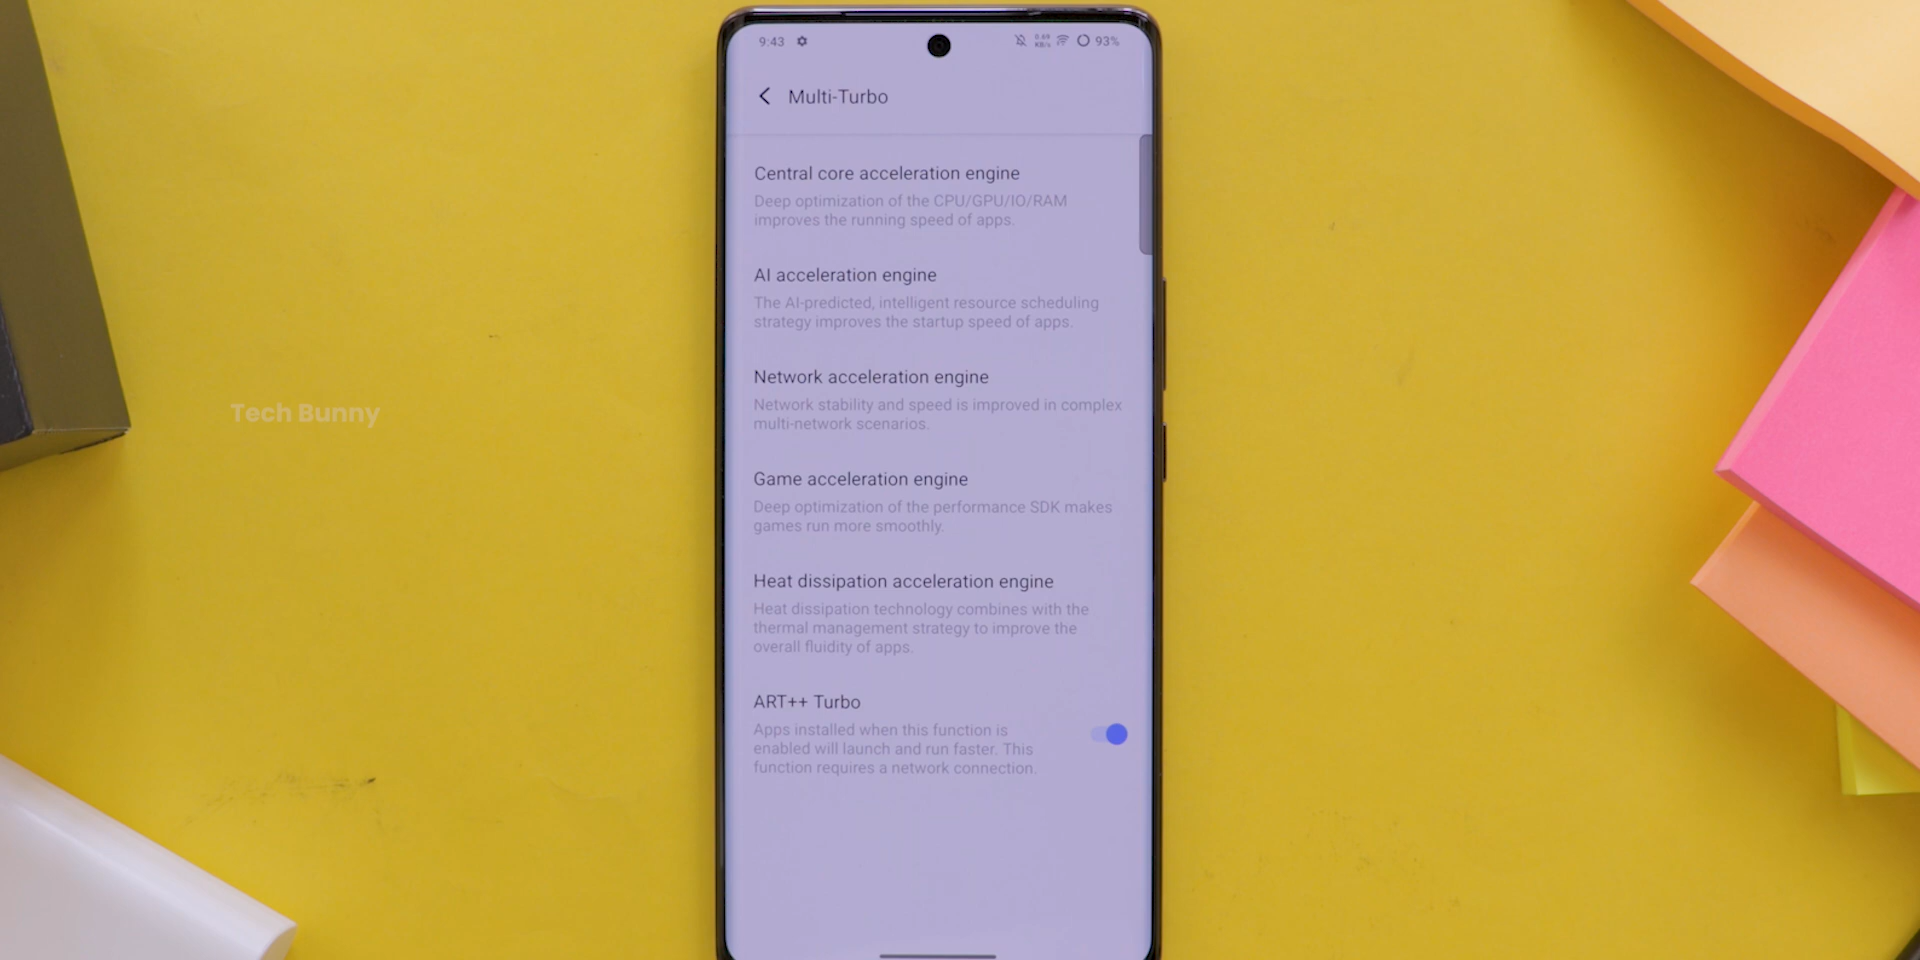 9:43
0.69
KB/s
93%
Multi-Turbo
Central core acceleration engine
Deep optimization of the CPU/GPU/IO/RAM
improves the running speed of apps.
AI acceleration engine
The AI-predicted, intelligent resource scheduling
strategy improves the startup speed of apps.
Network acceleration engine
Network stability and speed is improved in complex
multi-network scenarios.
Tech Bunny
Game acceleration engine
Deep optimization of the performance SDK makes
games run more smoothly.
Heat dissipation acceleration engine
Heat dissipation technology combines with the
thermal management strategy to improve the
overall fluidity of apps.
ART++ Turbo
Apps installed when this function is
enabled will launch and run faster. This
function requires a network connection.